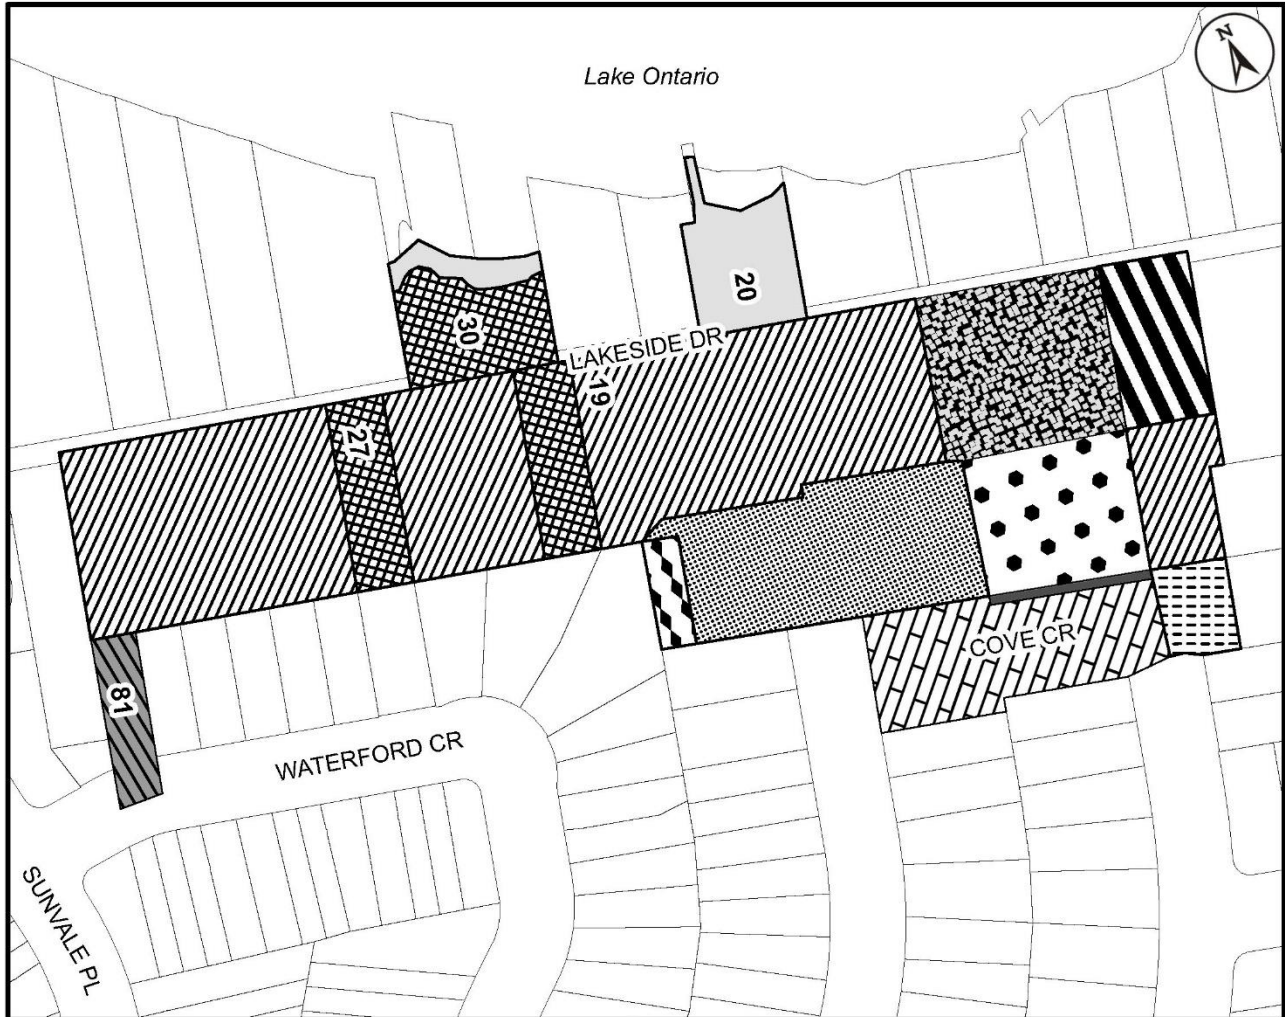 N
Lake Ontario
20
30
LAKESIDE DR
19
27
COVE CR
81
WATERFORD CR
SUNVALE PL